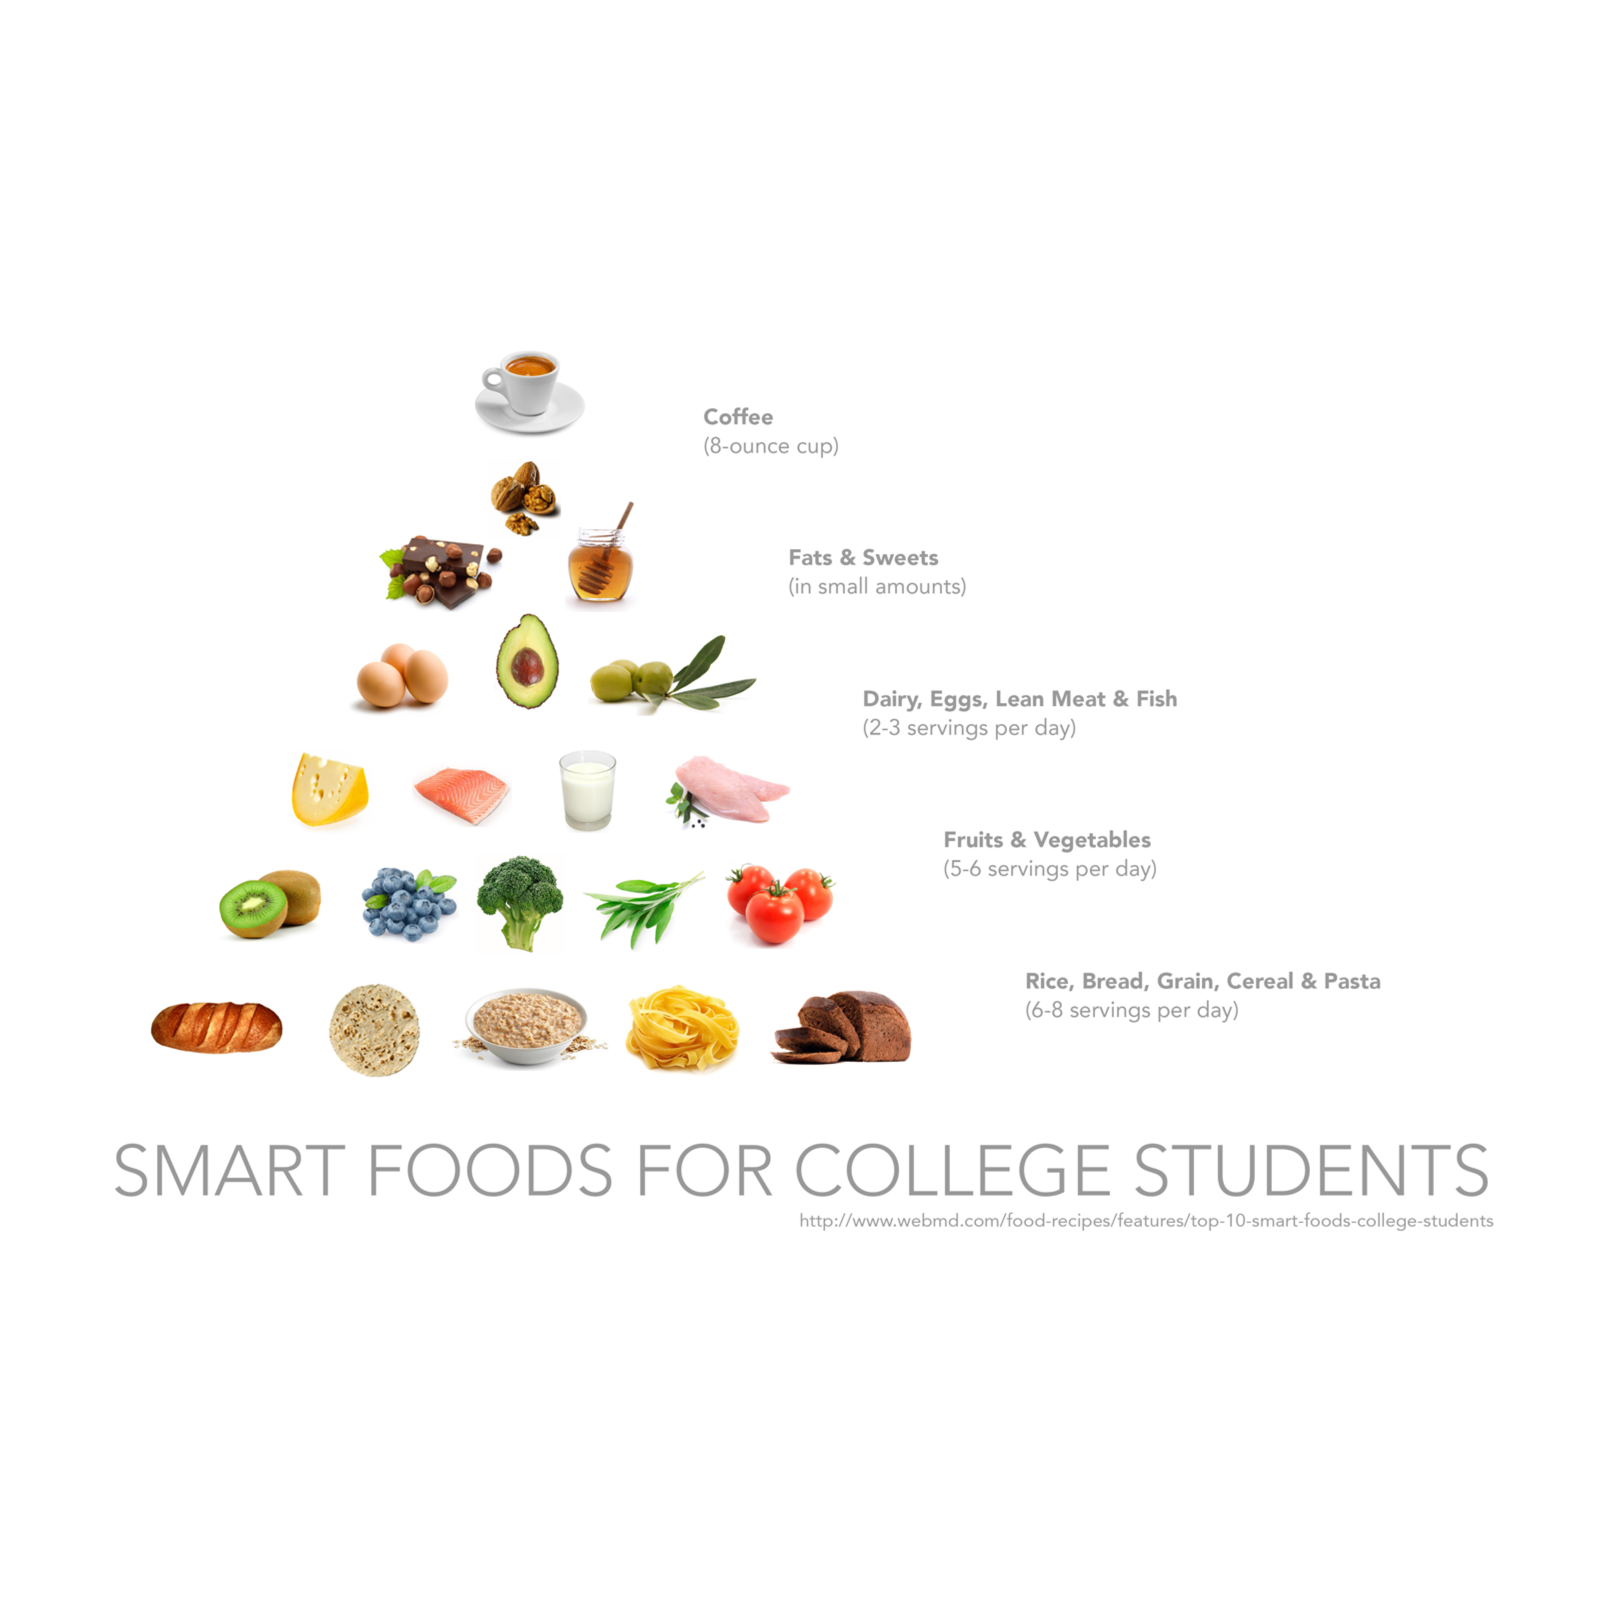 Coffee
(8-ounce cup)
Fats & Sweets
(in small amounts)
Dairy, Eggs, Lean Meat & Fish
(2-3 servings per day)
Fruits & Vegetables
(5-6 servings per day)
Rice, Bread, Grain, Cereal & Pasta
(6-8 servings per day)
SMART FOODS FOR COLLEGE STUDENTS
http://www.webmd.com/food-recipes/features/top-10-smart-foods-college-students